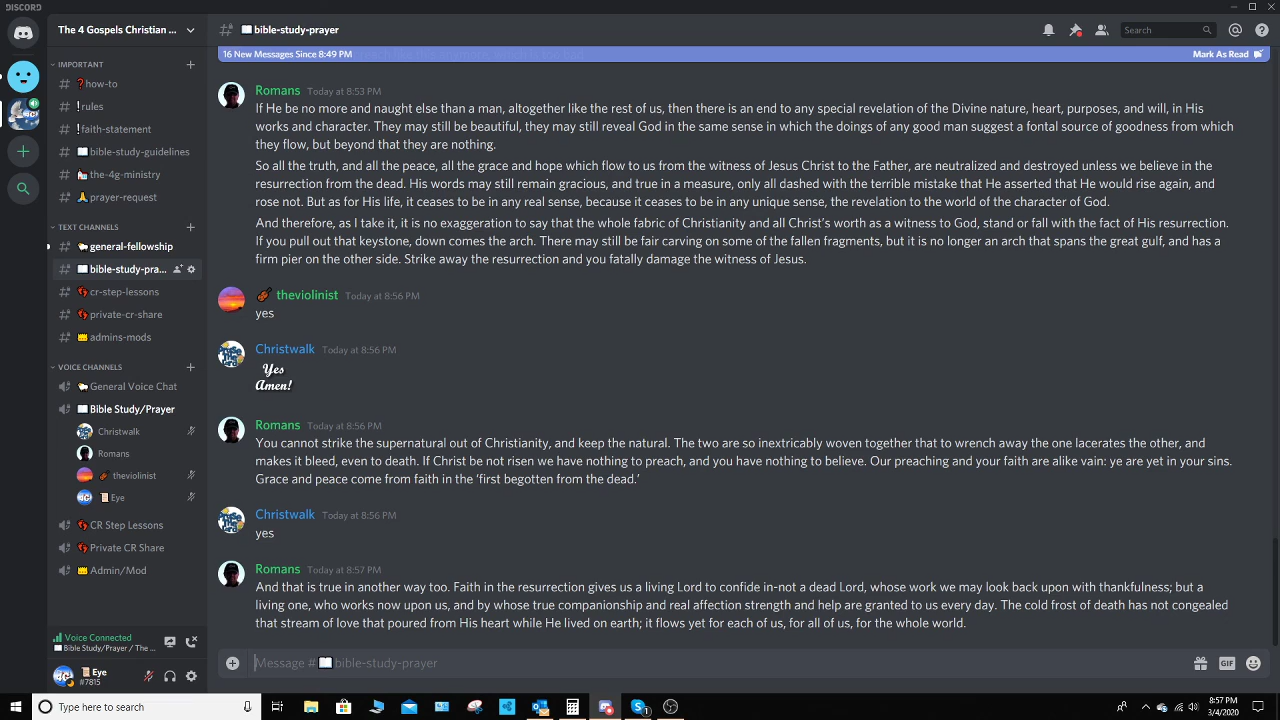 DISCORD
The 4 Gospels Christian ...
bible-study-prayer
Search
16 New Messages Since 8:49 PM
Mark As Read
IMPORTANT
how-to
rules
faith-statement
bible-study-guidelines
the-4g-ministry
prayer-request
TEXT CHANNELS
general-fellowship
bible-study-pra...
cr-step-lessons
private-cr-share
admins-mods
VOICE CHANNELS
General Voice Chat
Bible Study/Prayer
Christwalk
Romans
theviolinist
Eye
CR Step Lessons
Private CR Share
Admin/Mod
Voice Connected
Bible Study/Prayer / The ...
Eye
#7815
Romans Today at 8:53 PM
If He be no more and naught else than a man, altogether like the rest of us, then there is an end to any special revelation of the Divine nature, heart, purposes, and will, in His
works and character. They may still be beautiful, they may still reveal God in the same sense in which the doings of any good man suggest a fontal source of goodness from which
they flow, but beyond that they are nothing.
So all the truth, and all the peace, all the grace and hope which flow to us from the witness of Jesus Christ to the Father, are neutralized and destroyed unless we believe in the
resurrection from the dead. His words may still remain gracious, and true in a measure, only all dashed with the terrible mistake that He asserted that He would rise again, and
rose not. But as for His life, it ceases to be in any real sense, because it ceases to be in any unique sense, the revelation to the world of the character of God.
And therefore, as I take it, it is no exaggeration to say that the whole fabric of Christianity and all Christ's worth as a witness to God, stand or fall with the fact of His resurrection.
If you pull out that keystone, down comes the arch. There may still be fair carving on some of the fallen fragments, but it is no longer an arch that spans the great gulf, and has a
firm pier on the other side. Strike away the resurrection and you fatally damage the witness of Jesus.
theviolinist Today at 8:56 PM
yes
Christwalk Today at 8:56 PM
Yes
Amen!
Romans Today at 8:56 PM
You cannot strike the supernatural out of Christianity, and keep the natural. The two are so inextricably woven together that to wrench away the one lacerates the other, and
makes it bleed, even to death. If Christ be not risen we have nothing to preach, and you have nothing to believe. Our preaching and your faith are alike vain: ye are yet in your sins.
Grace and peace come from faith in the 'first begotten from the dead.'
Christwalk Today at 8:56 PM
yes
Romans Today at 8:57 PM
And that is true in another way too. Faith in the resurrection gives us a living Lord to confide in-not a dead Lord, whose work we may look back upon with thankfulness; but a
living one, who works now upon us, and by whose true companionship and real affection strength and help are granted to us every day. The cold frost of death has not congealed
that stream of love that poured from His heart while He lived on earth; it flows yet for each of us, for all of us, for the whole world.
Message # bible-study-prayer
GIF
Type here to search
8:57 PM
3/4/2020